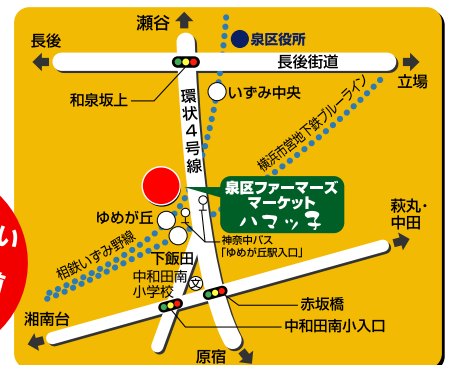 瀬谷
泉区役所
長後
長後街道
立場
和泉坂上
いずみ中央
環状4号線
横浜市営地下鉄ブルーライン
泉区ファーマーズ
マーケット
ハマッ子
ゆめが丘
萩丸・
中田
神奈中バス
「ゆめが丘駅入口」
相鉄いずみ野線
下飯田
中和田南
小学校
文
赤坂橋
湘南台
中和田南小入口
原宿
い